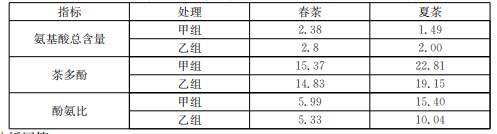 指标 处理 春茶 夏茶
氨基酸总含量 甲组 2.38 1.49
乙组 2.8 2.00
茶多酚 甲组 15.37 22.81
乙组 14.83 19.15
酚氨比 甲组 5.99 15.40
乙组 5.33 10.04